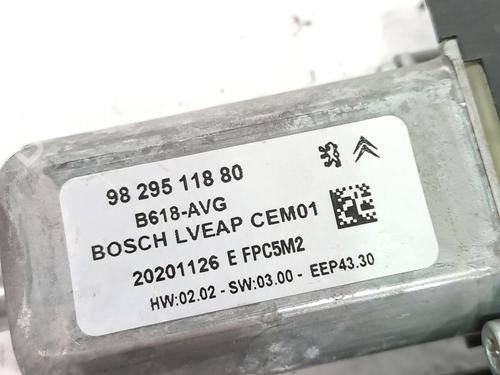 98 295 118 80
B618-AVG
BOSCH LVEAP CEM01
20201126 E FPC5M2
HW:02.02 - SW:03.00 - EEP43.30